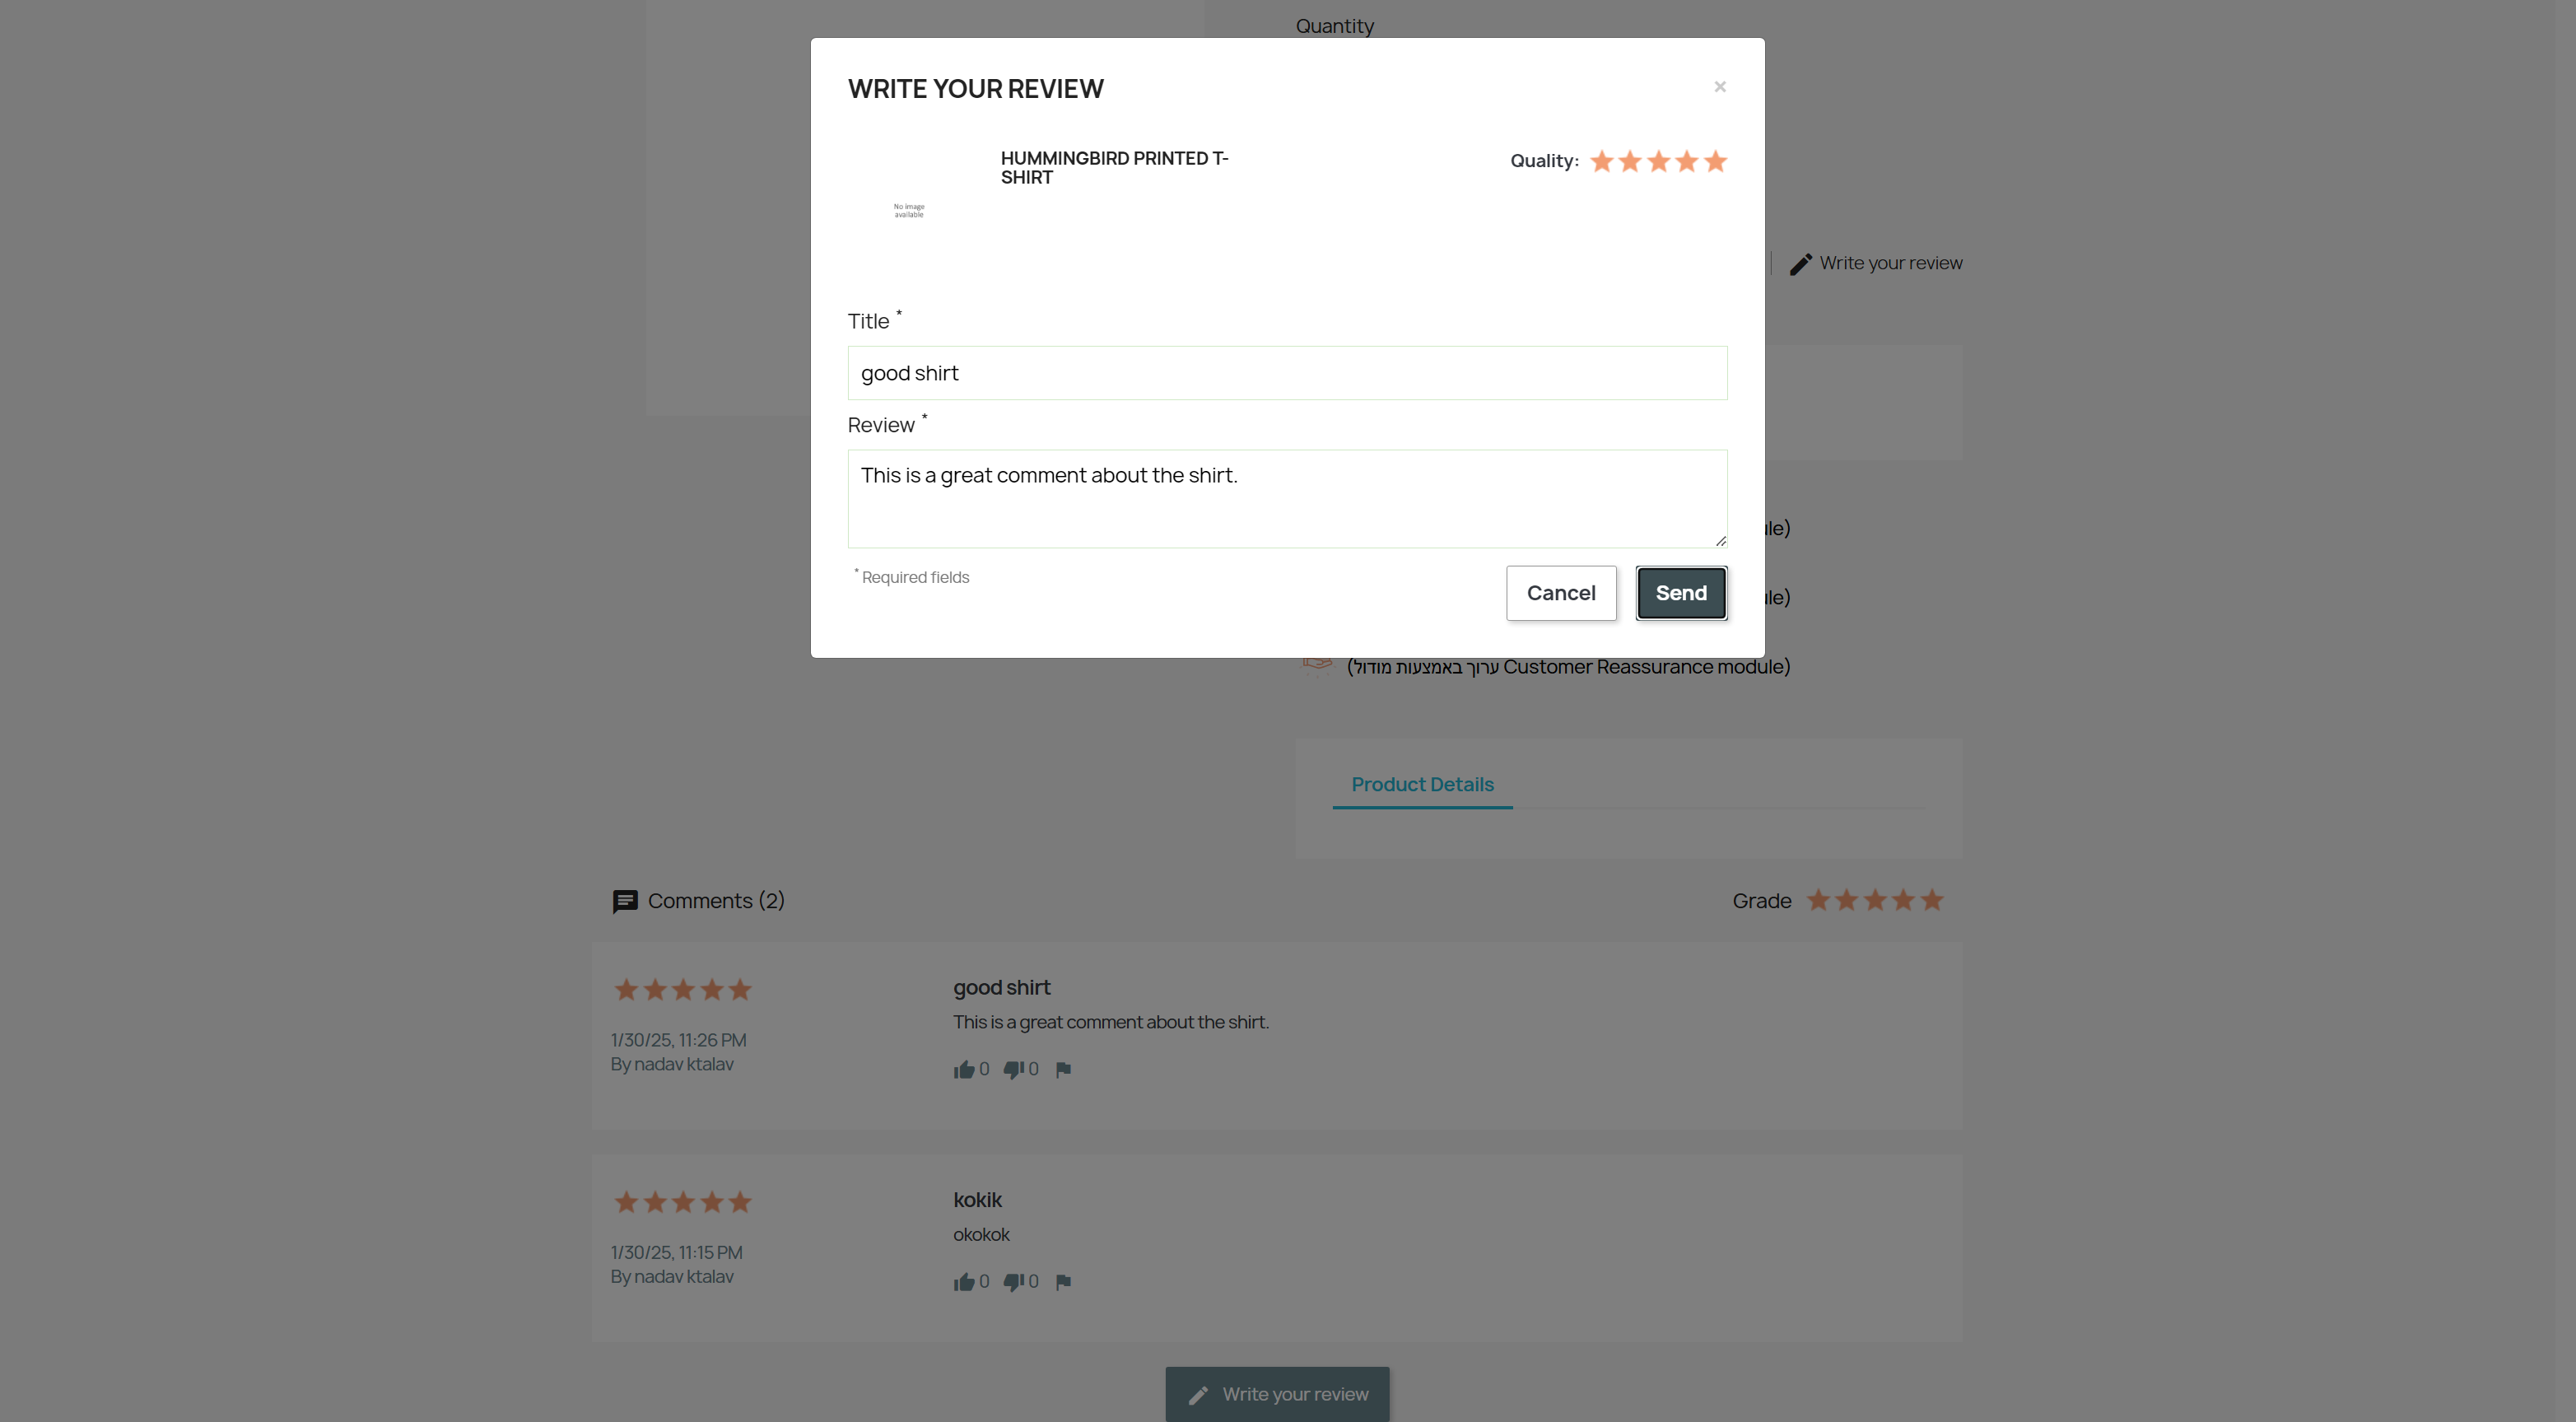 Quantity
WRITE YOUR REVIEW
×
HUMMINGBIRD PRINTED T-
SHIRT
Quality:
No image
available
Write your review
Title *
good shirt
Review *
This is a great comment about the shirt.
le)
* Required fields
Cancel
Send
le)
(ערוך באמצעות מודול Customer Reassurance module)
Product Details
Comments (2)
Grade
good shirt
This is a great comment about the shirt.
1/30/25, 11:26 PM
By nadav ktalav
0 0
kokik
okokok
1/30/25, 11:15 PM
By nadav ktalav
0 0
Write your review